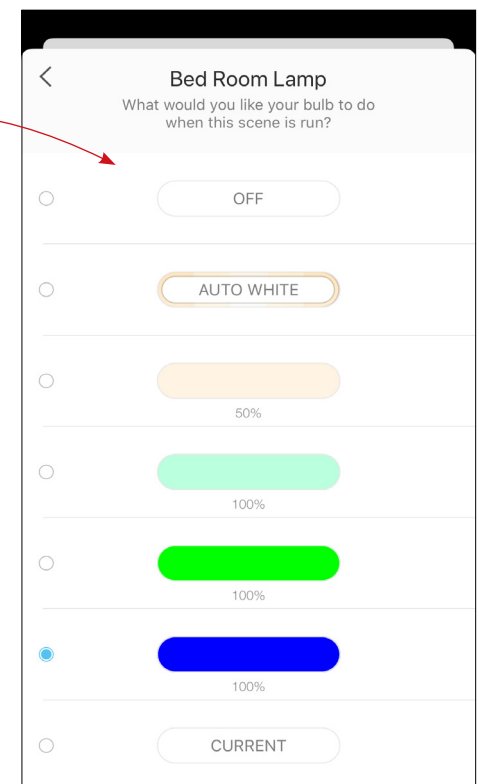 Bed Room Lamp
What would you like your bulb to do
when this scene is run?
OFF
AUTO WHITE
50%
100%
100%
100%
CURRENT